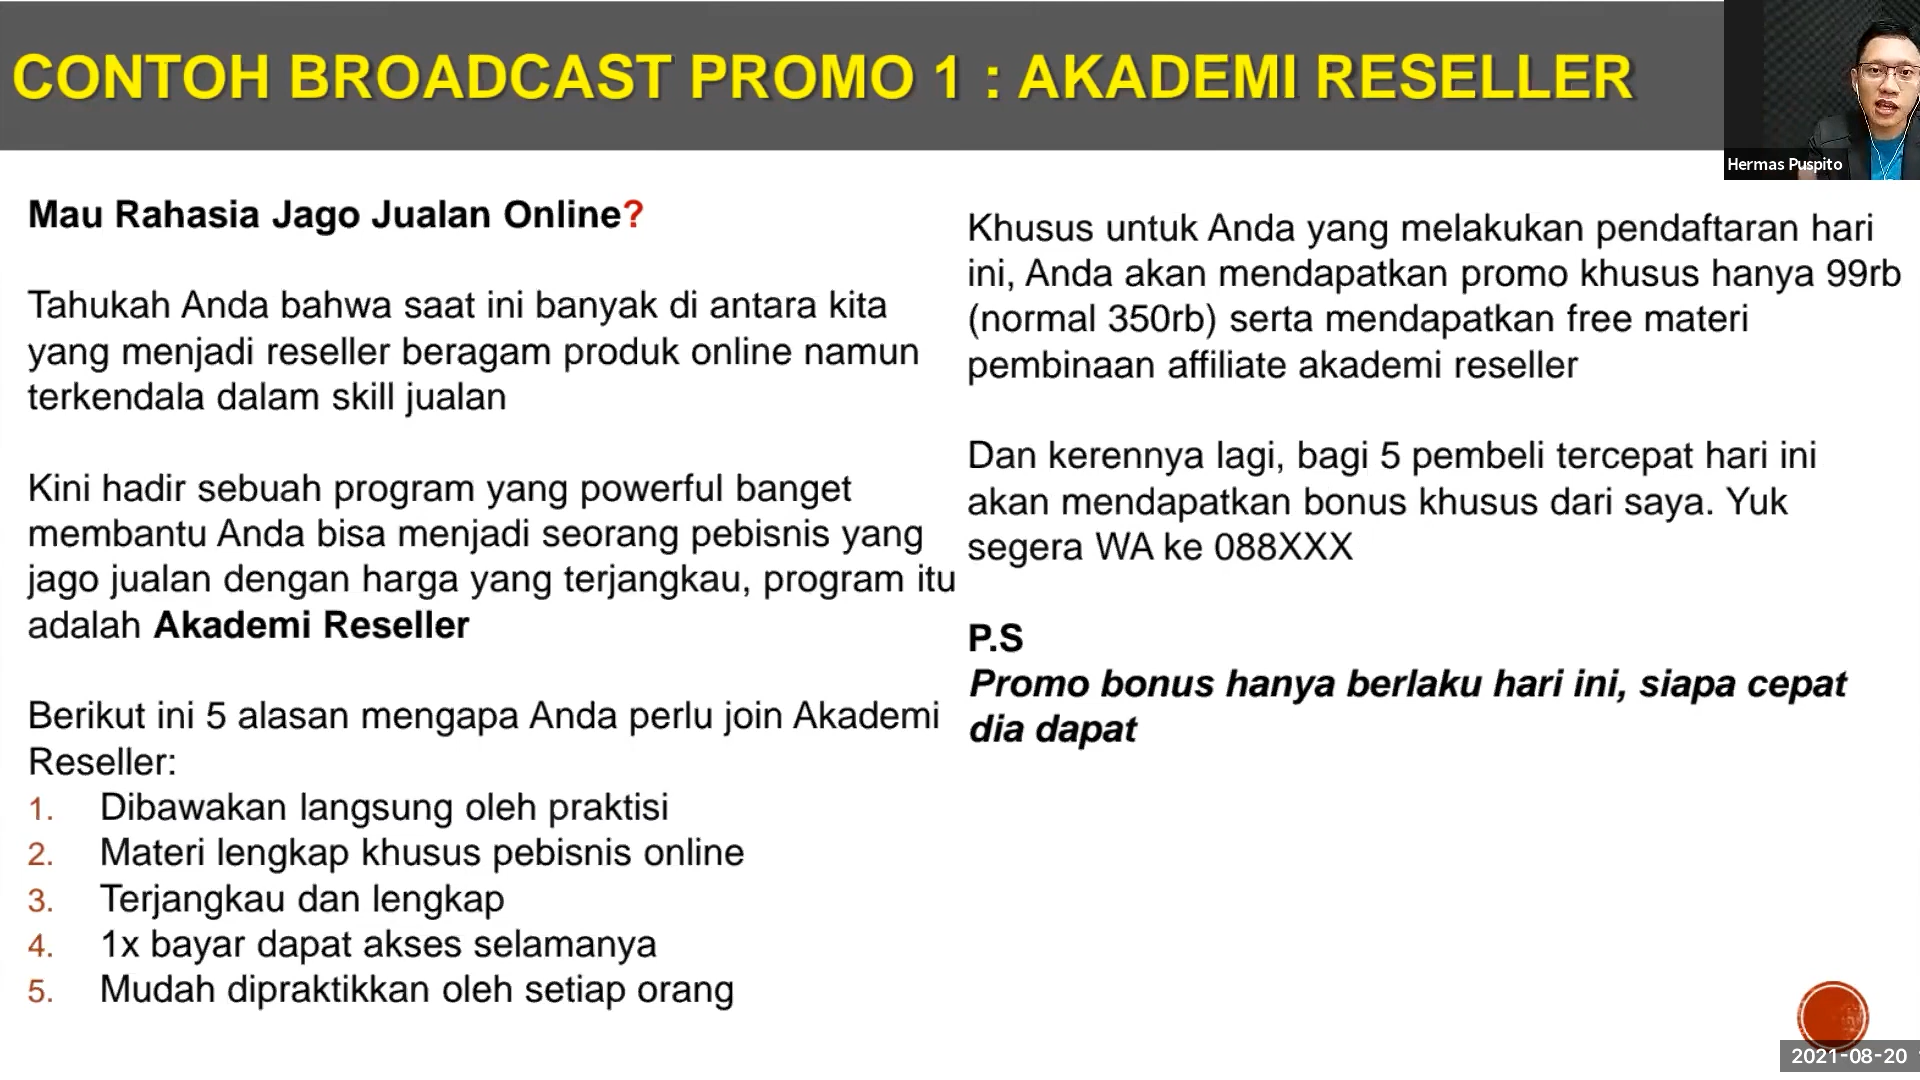 CONTOH BROADCAST PROMO 1 : AKADEMI RESELLER
Hermas Puspito
Mau Rahasia Jago Jualan Online?
Tahukah Anda bahwa saat ini banyak di antara kita
yang menjadi reseller beragam produk online namun
terkendala dalam skill jualan
Kini hadir sebuah program yang powerful banget
membantu Anda bisa menjadi seorang pebisnis yang
jago jualan dengan harga yang terjangkau, program itu
adalah Akademi Reseller
Berikut ini 5 alasan mengapa Anda perlu join Akademi
Reseller:
1. Dibawakan langsung oleh praktisi
2. Materi lengkap khusus pebisnis online
3. Terjangkau dan lengkap
4. 1x bayar dapat akses selamanya
5. Mudah dipraktikkan oleh setiap orang
Khusus untuk Anda yang melakukan pendaftaran hari
ini, Anda akan mendapatkan promo khusus hanya 99rb
(normal 350rb) serta mendapatkan free materi
pembinaan affiliate akademi reseller
Dan kerennya lagi, bagi 5 pembeli tercepat hari ini
akan mendapatkan bonus khusus dari saya. Yuk
segera WA ke 088XXX
P.S
Promo bonus hanya berlaku hari ini, siapa cepat
dia dapat
2021-08-20